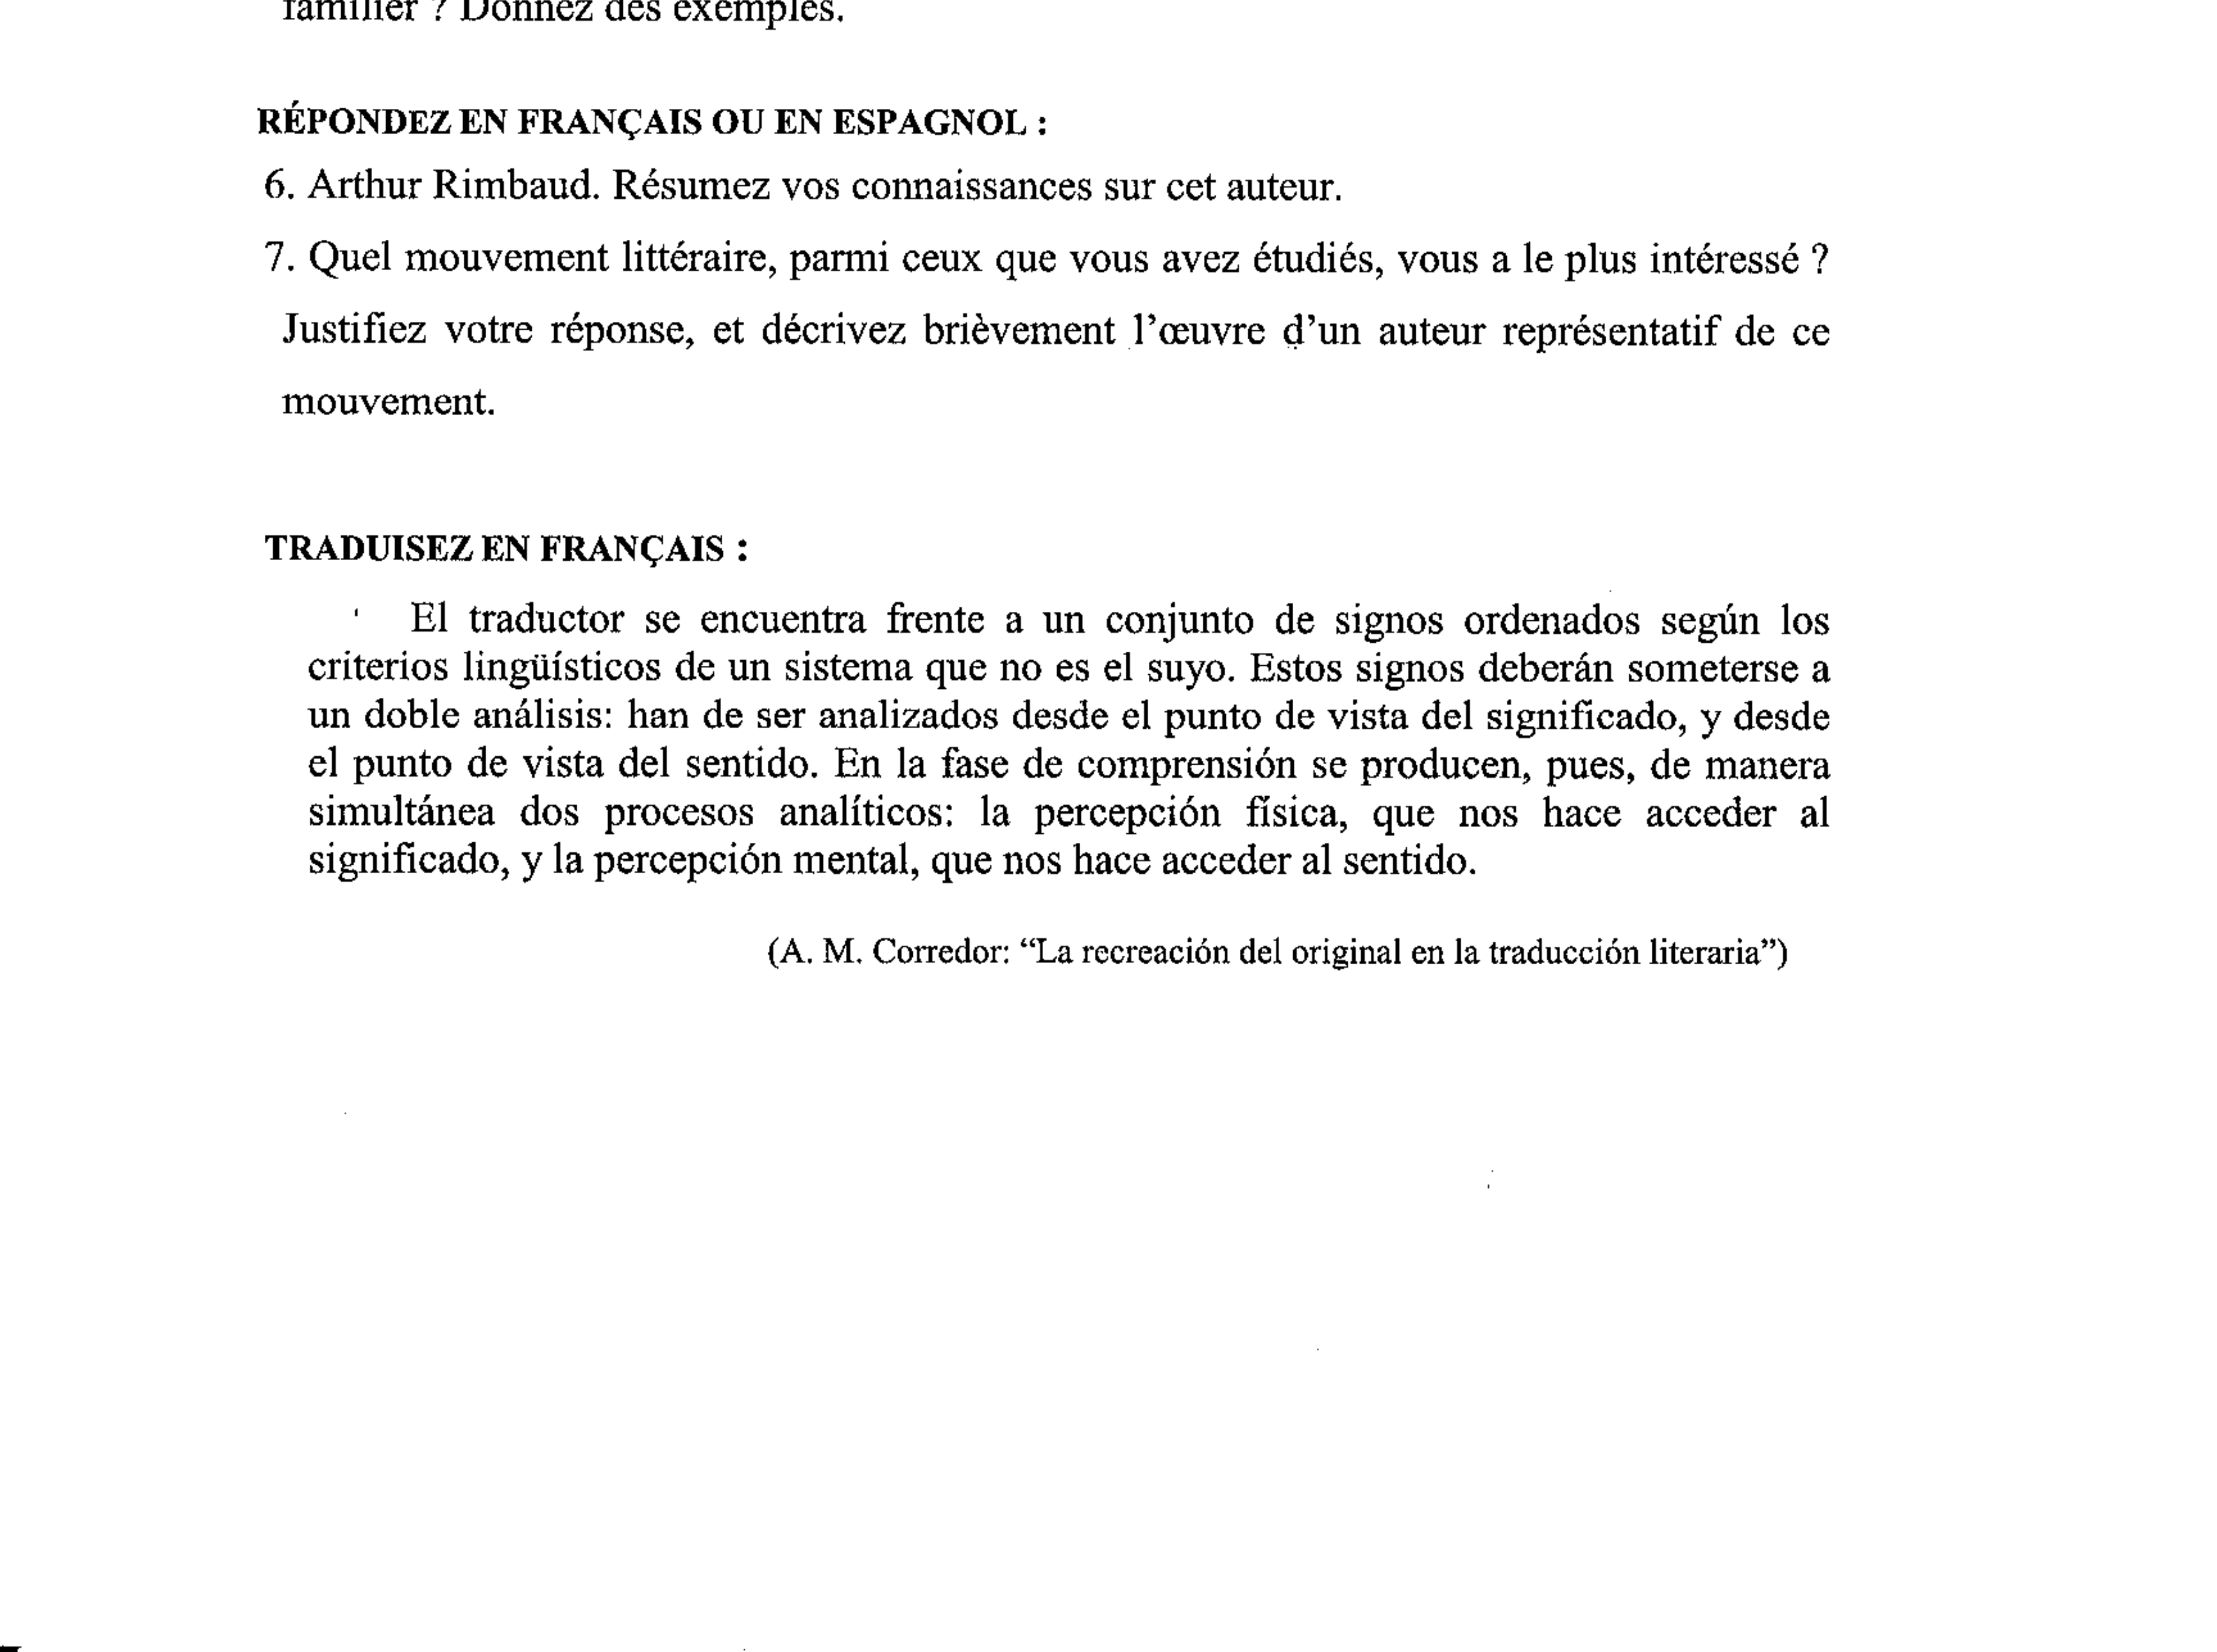 familier ? Donnez des exemples.
RÉPONDEZ EN FRANÇAIS OU EN ESPAGNOL :
6. Arthur Rimbaud. Résumez vos connaissances sur cet auteur.
7. Quel mouvement littéraire, parmi ceux que vous avez étudiés, vous a le plus intéressé ?
Justifiez votre réponse, et décrivez brièvement l’œuvre d’un auteur représentatif de ce
mouvement.
TRADUISEZ EN FRANÇAIS :
El traductor se encuentra frente a un conjunto de signos ordenados según los
criterios lingüísticos de un sistema que no es el suyo. Estos signos deberán someterse a
un doble análisis: han de ser analizados desde el punto de vista del significado, y desde
el punto de vista del sentido. En la fase de comprensión se producen, pues, de manera
simultánea dos procesos analíticos: la percepción física, que nos hace acceder al
significado, y la percepción mental, que nos hace acceder al sentido.
(A. M. Corredor: “La recreación del original en la traducción literaria”)